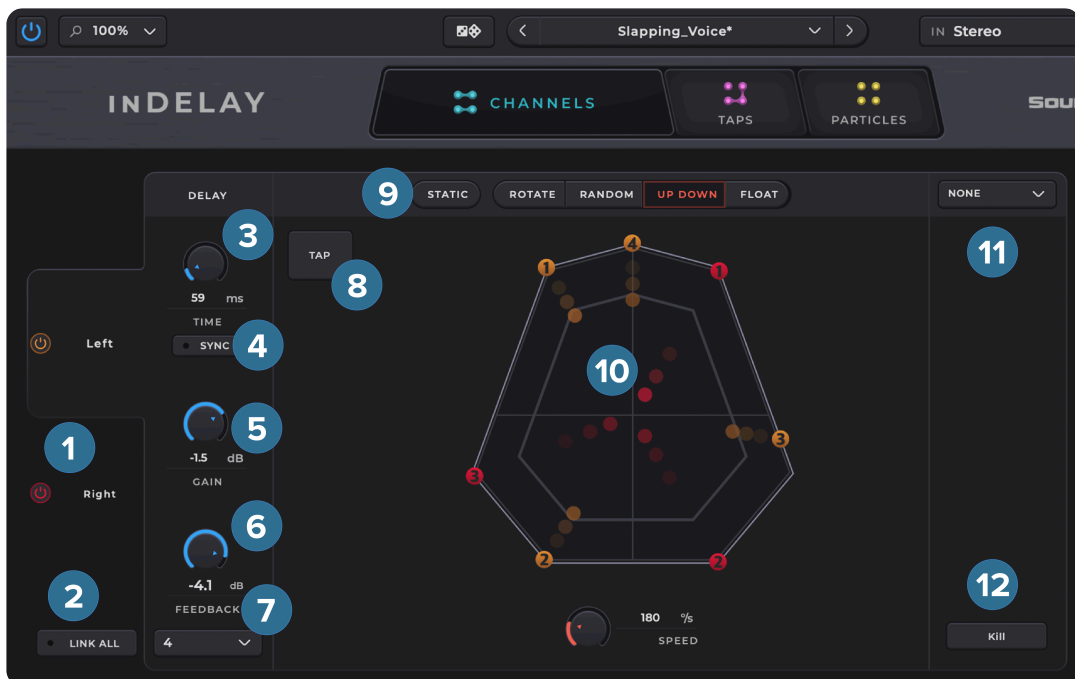 100%
Slapping_Voice*
IN Stereo
INDELAY
CHANNELS
TAPS
PARTICLES
SOU
DELAY
9
STATIC
ROTATE
RANDOM
UP DOWN
FLOAT
NONE
3
TAP
8
11
59 ms
TIME
4
SYNC
Left
4
1
1
10
5
-1.5 dB
GAIN
1
Right
3
3
6
-4.1 dB
FEEDBACK
2
2
2
LINK ALL
7
4
180 °/s
SPEED
12
Kill